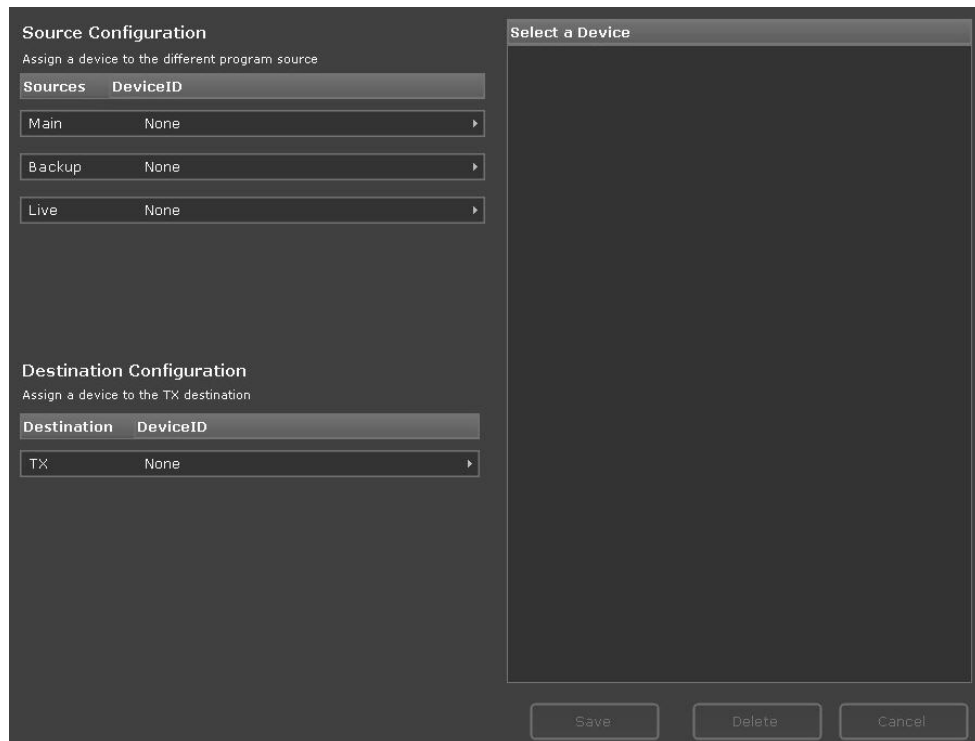 Source Configuration
Assign a device to the different program source
Sources DeviceID
Main None
Backup None
Live None
Destination Configuration
Assign a device to the TX destination
Destination DeviceID
TX None
Select a Device
Save Delete Cancel